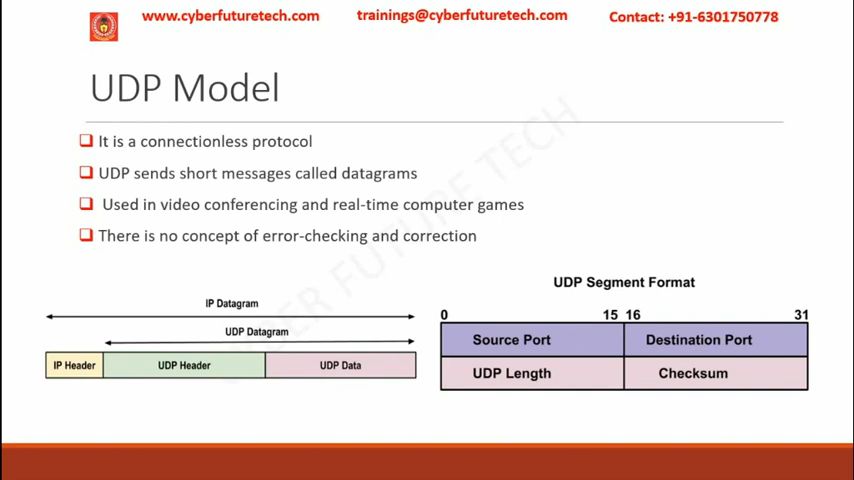 www.cyberfuturetech.com trainings@cyberfuturetech.com Contact: +91-6301750778
UDP Model
It is a connectionless protocol
UDP sends short messages called datagrams
Used in video conferencing and real-time computer games
There is no concept of error-checking and correction
CYBER FUTURE TECH
IP Datagram
UDP Datagram
IP Header UDP Header UDP Data
UDP Segment Format
0 15 16 31
Source Port Destination Port
UDP Length Checksum